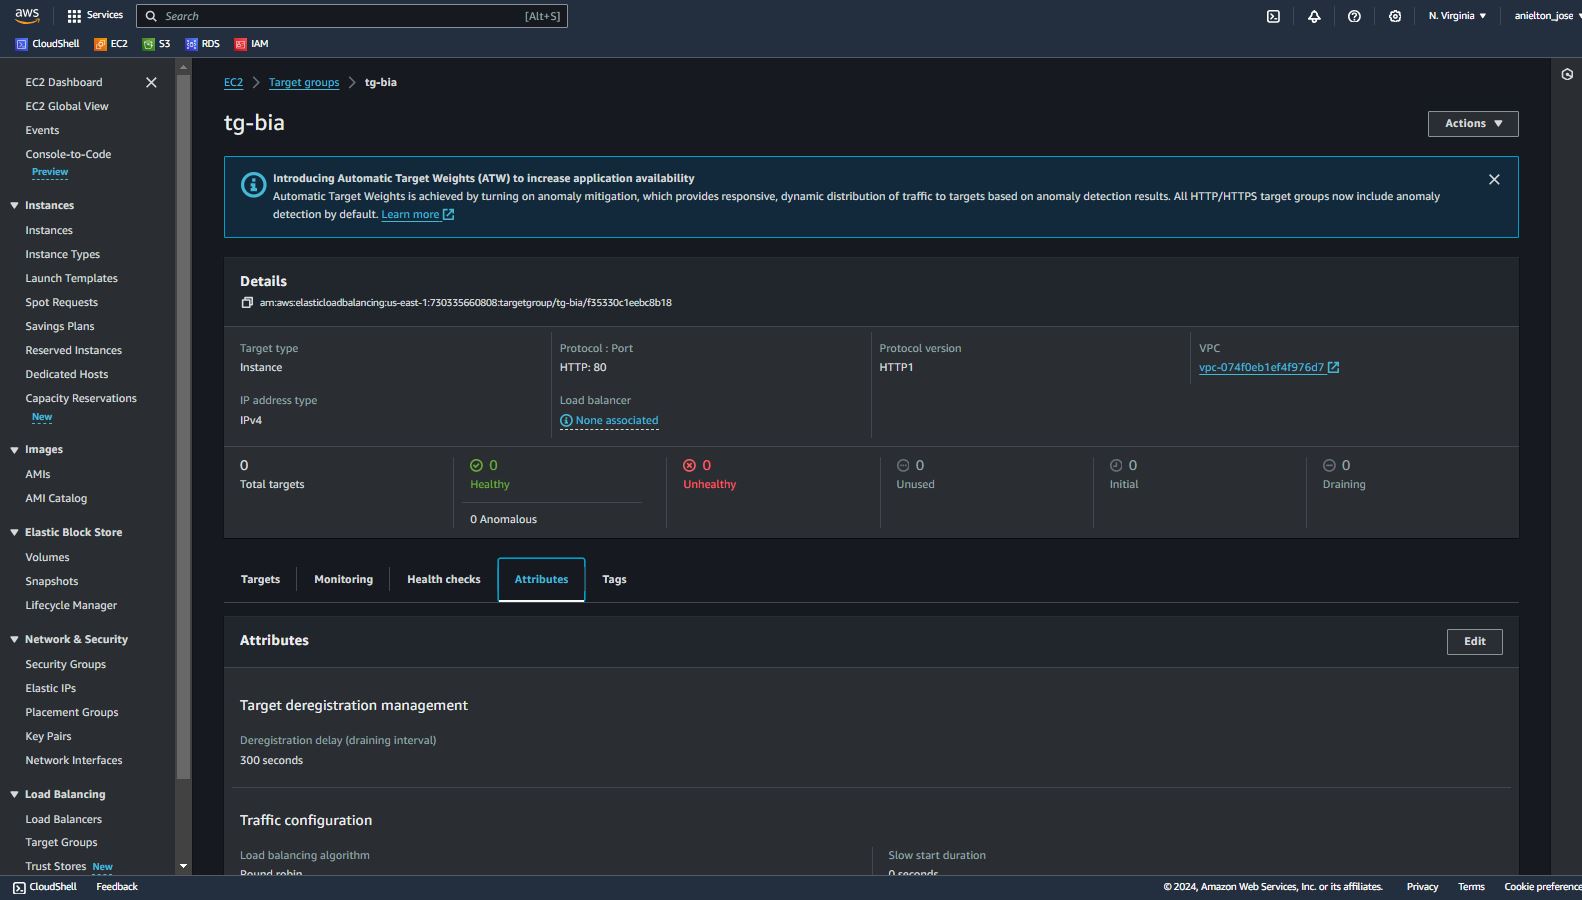 aws
Services
Search
[Alt+S]
N. Virginia
anielton_jose
CloudShell
EC2
S3
RDS
IAM
EC2 Dashboard
EC2 Global View
Events
Console-to-Code
Preview
Instances
Instances
Instance Types
Launch Templates
Spot Requests
Savings Plans
Reserved Instances
Dedicated Hosts
Capacity Reservations
New
Images
AMIs
AMI Catalog
Elastic Block Store
Volumes
Snapshots
Lifecycle Manager
Network & Security
Security Groups
Elastic IPs
Placement Groups
Key Pairs
Network Interfaces
Load Balancing
Load Balancers
Target Groups
Trust Stores New
EC2 > Target groups > tg-bia
tg-bia
Actions
Introducing Automatic Target Weights (ATW) to increase application availability
Automatic Target Weights is achieved by turning on anomaly mitigation, which provides responsive, dynamic distribution of traffic to targets based on anomaly detection results. All HTTP/HTTPS target groups now include anomaly
detection by default. Learn more
Details
arn:aws:elasticloadbalancing:us-east-1:730335660808:targetgroup/tg-bia/f35330c1eebc8b18
Target type
Instance
Protocol : Port
HTTP: 80
Protocol version
HTTP1
VPC
vpc-074f0eb1ef4f976d7
IP address type
IPv4
Load balancer
None associated
0
Total targets
0
Healthy
0 Anomalous
0
Unhealthy
0
Unused
0
Initial
0
Draining
Targets
Monitoring
Health checks
Attributes
Tags
Attributes
Edit
Target deregistration management
Deregistration delay (draining interval)
300 seconds
Traffic configuration
Load balancing algorithm
Round robin
Slow start duration
0 seconds
CloudShell
Feedback
© 2024, Amazon Web Services, Inc. or its affiliates.
Privacy
Terms
Cookie preference